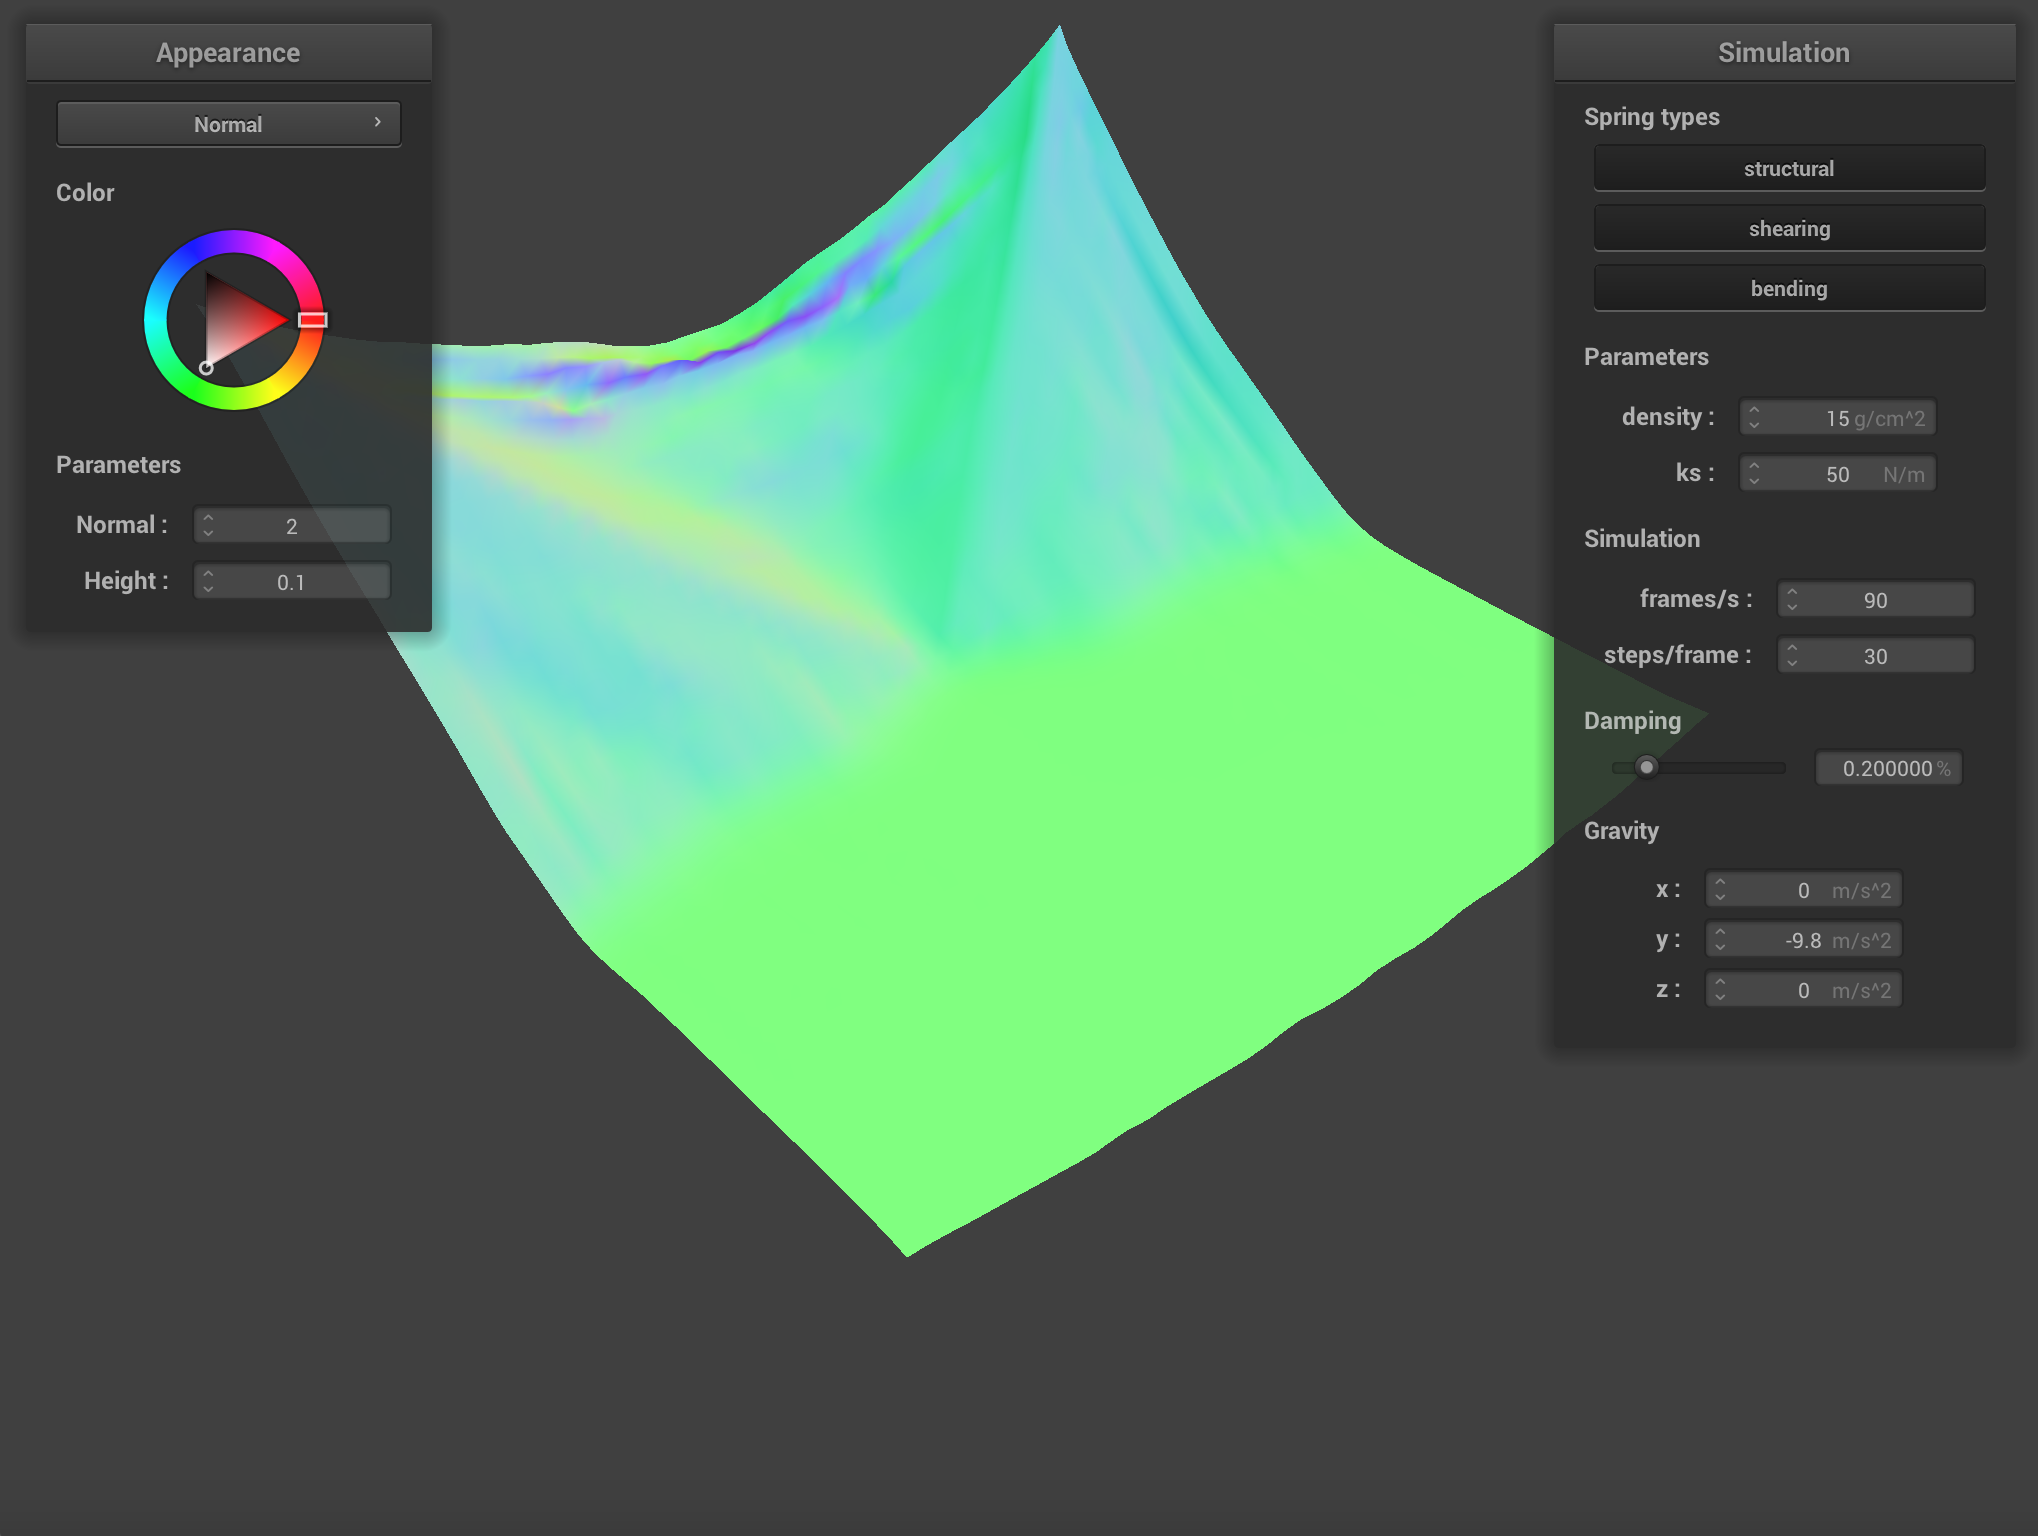 Appearance
Normal
Color
Parameters
Normal : 2
Height : 0.1
Simulation
Spring types
structural
shearing
bending
Parameters
density : 15 g/cm^2
ks : 50 N/m
Simulation
frames/s : 90
steps/frame : 30
Damping
0.200000 %
Gravity
x : 0 m/s^2
y : -9.8 m/s^2
z : 0 m/s^2